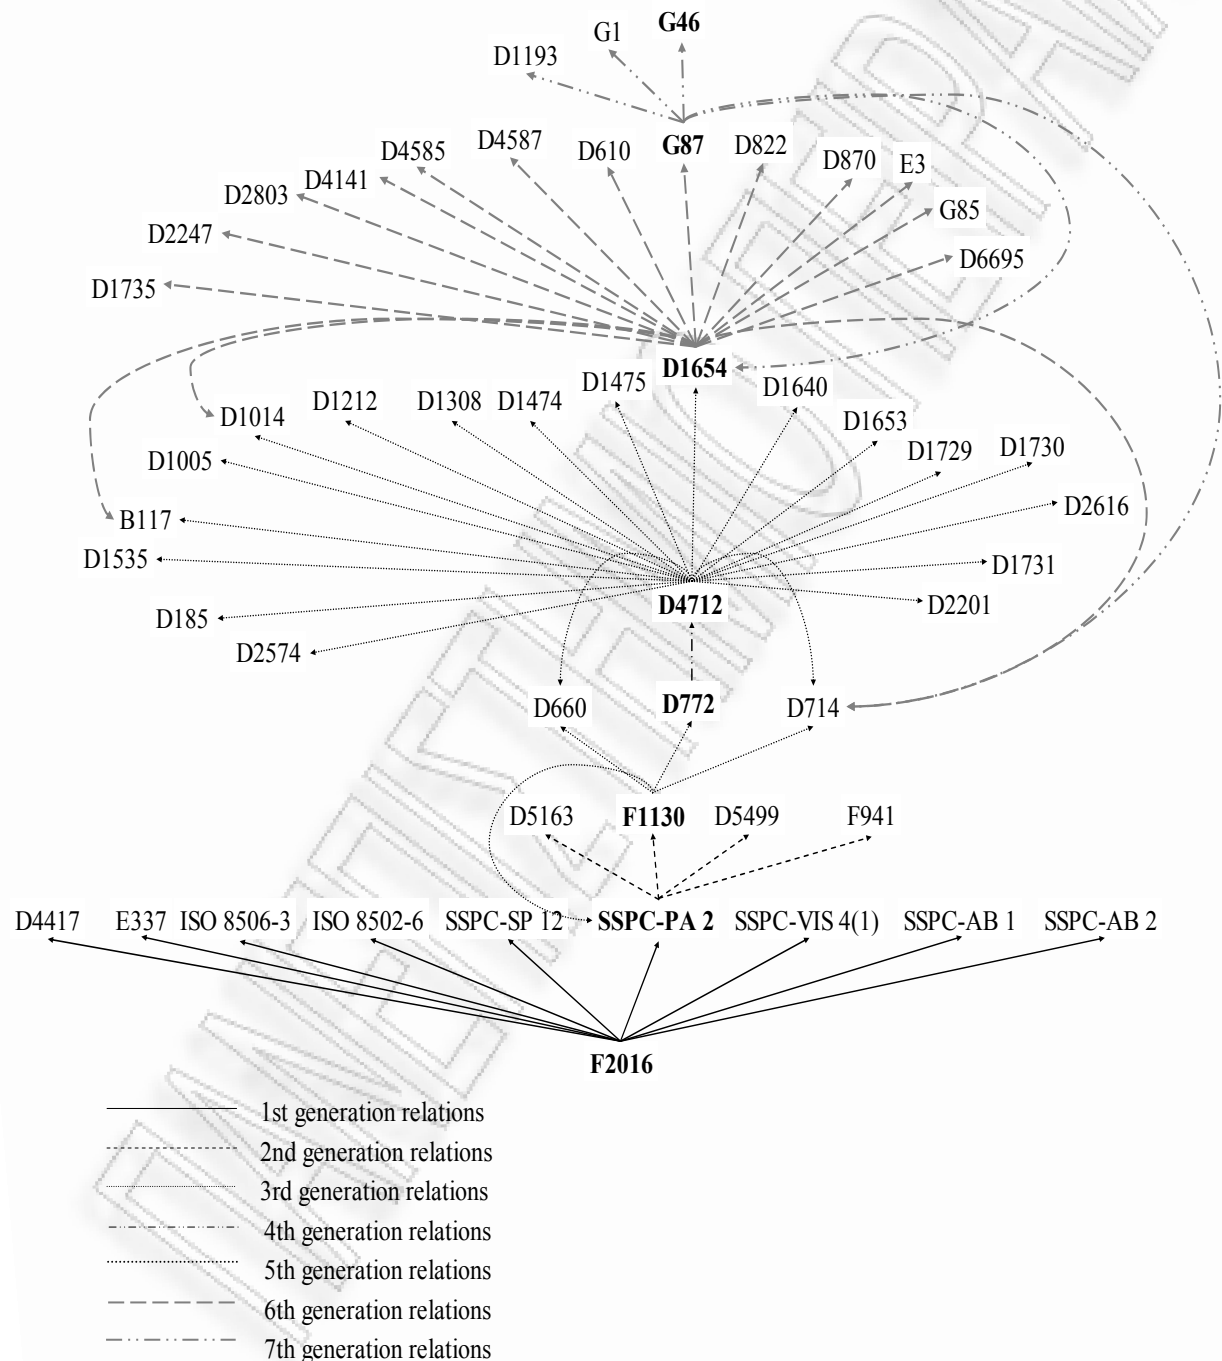 G46
G1
D1193
G87
D822
D4587
D610
D4585
D870
E3
D4141
D2803
G85
D2247
D6695
D1735
D1654
D1475
D1640
D1212
D1308
D1474
D1014
D1653
D1005
D1729
D1730
B117
D2616
D1535
D1731
D4712
D2201
D185
D2574
D660
D772
D714
D5163
F1130
D5499
F941
D4417
E337
ISO 8506-3
ISO 8502-6
SSPC-SP 12
SSPC-PA 2
SSPC-VIS 4(1)
SSPC-AB 1
SSPC-AB 2
F2016
1st generation relations
2nd generation relations
3rd generation relations
4th generation relations
5th generation relations
6th generation relations
7th generation relations